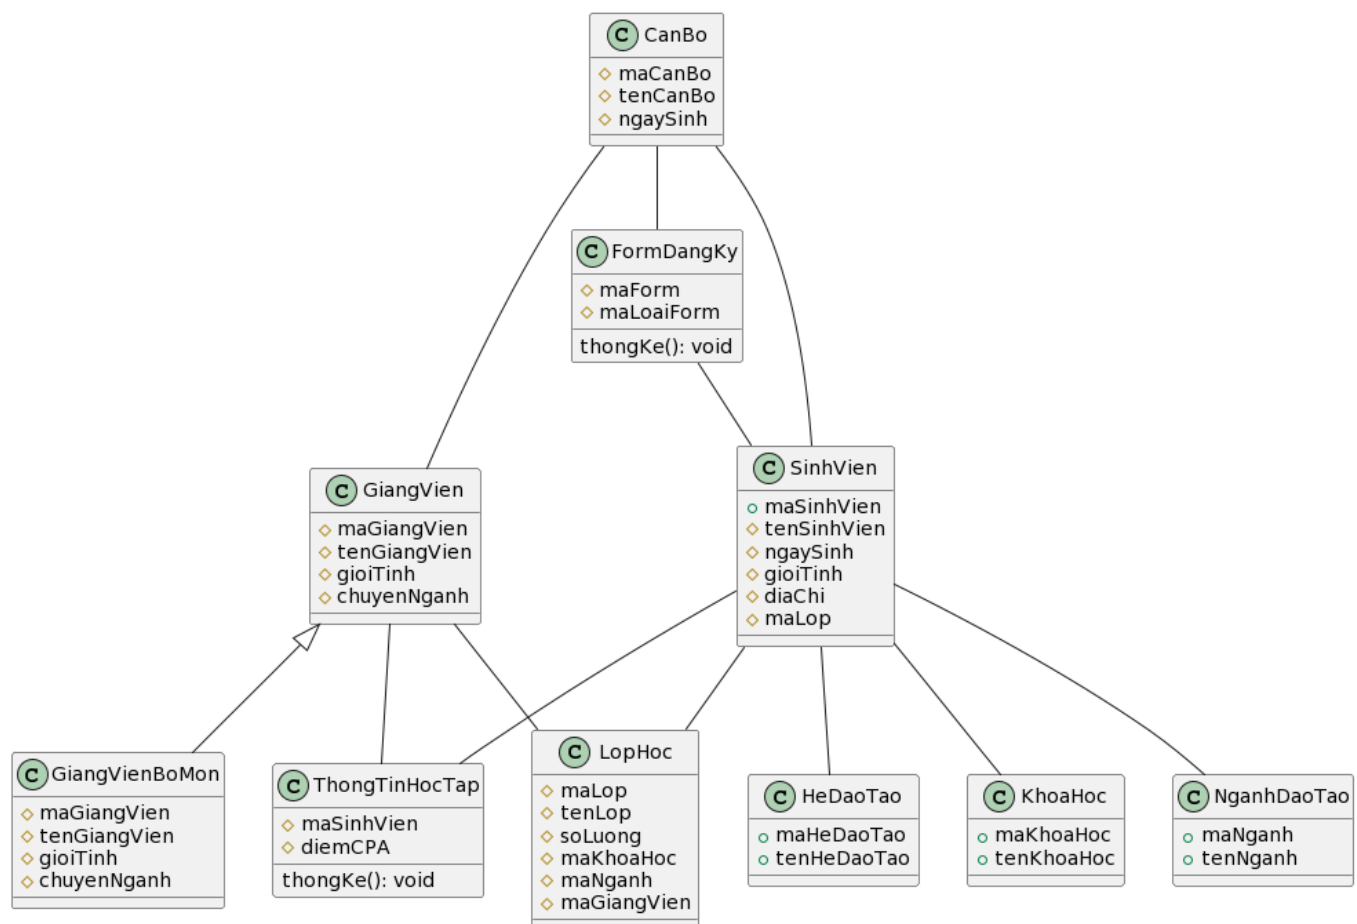 C CanBo
maCanBo
tenCanBo
ngaySinh
C FormDangKy
maForm
maLoaiForm
thongKe(): void
C GiangVien
maGiangVien
tenGiangVien
gioiTinh
chuyenNganh
C SinhVien
maSinhVien
tenSinhVien
ngaySinh
gioiTinh
diaChi
maLop
C GiangVienBoMon
maGiangVien
tenGiangVien
gioiTinh
chuyenNganh
C ThongTinHocTap
maSinhVien
diemCPA
thongKe(): void
C LopHoc
maLop
tenLop
soLuong
maKhoaHoc
maNganh
maGiangVien
C HeDaoTao
maHeDaoTao
tenHeDaoTao
C KhoaHoc
maKhoaHoc
tenKhoaHoc
C NganhDaoTao
maNganh
tenNganh